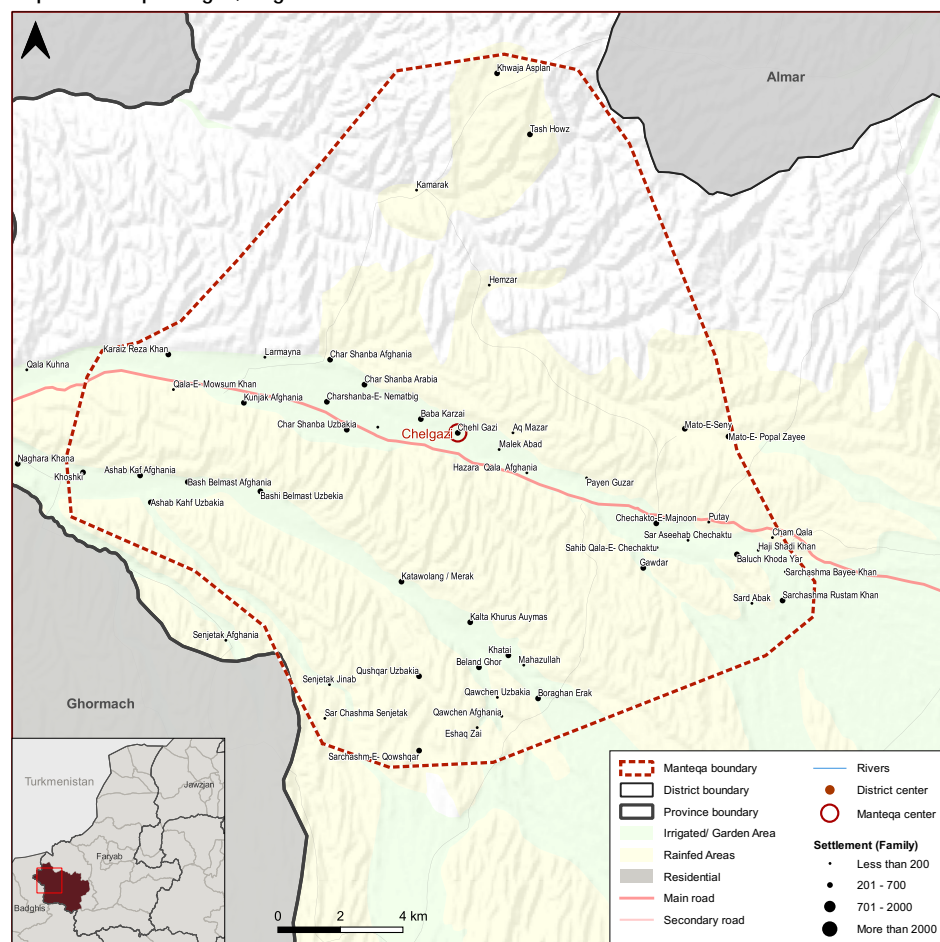 Khwaja Asplan
Almar
Tash Howz
Kamarak
Hemzar
Karaiz Reza Khan
Larmayna
Char Shanba Afghania
Qala Kuhna
Qala-E- Mowsum Khan
Char Shanba Arabia
Kunjak Afghania
Charshanba-E- Nematbig
Baba Karzai
Char Shanba Uzbakia
Chelgazi
Chehl Gazi
Aq Mazar
Mato-E-Seny
Mato-E- Popal Zayee
Malek Abad
Naghara Khana
Khoshki
Ashab Kaf Afghania
Bash Belmast Afghania
Hazara Qala Afghania
Payen Guzar
Ashab Kahf Uzbakia
Bashi Belmast Uzbekia
Chechakto-E-Majnoon
Putay
Sar Aseehab Chechaktu
Cham Qala
Sahib Qala-E- Chechaktu
Haji Shadi Khan
Gawdar
Baluch Khoda Yar
Sarchashma Bayee Khan
Katawolang / Merak
Sard Abak
Sarchashma Rustam Khan
Kalta Khurus Auymas
Senjetak Afghania
Khatai
Beland Ghor
Mahazullah
Qushqar Uzbakia
Senjetak Jinab
Qawchen Uzbakia
Boraghan Erak
Ghormach
Sar Chashma Senjetak
Qawchen Afghania
Eshaq Zai
Sarchashm-E- Qowshqar
Turkmenistan
Jawzjan
Faryab
Badghis
0 2 4 km
Manteqa boundary
District boundary
Province boundary
Irrigated/ Garden Area
Rainfed Areas
Residential
Main road
Secondary road
Rivers
District center
Manteqa center
Settlement (Family)
Less than 200
201 - 700
701 - 2000
More than 2000